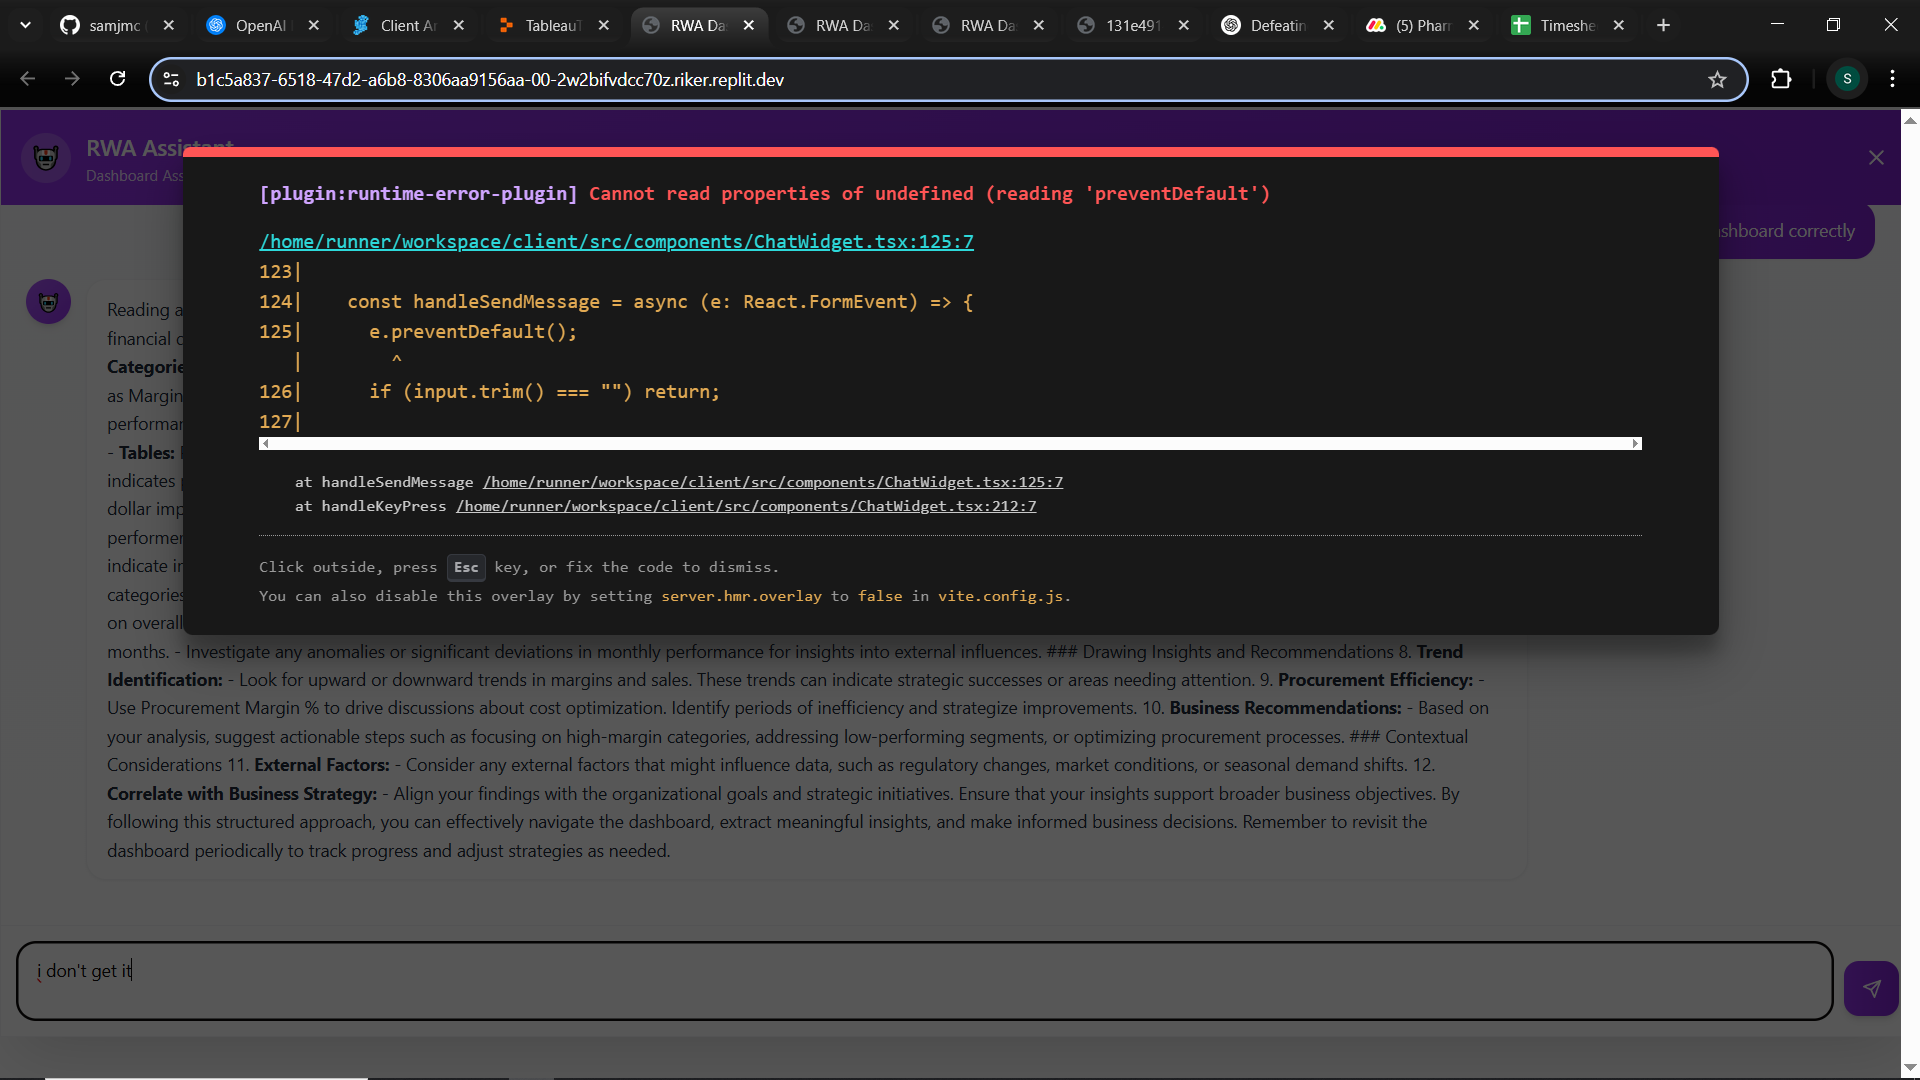 samjmc
OpenAI
Client Ar
TableauT
RWA Da
RWA Da
RWA Da
131e491
Defeatin
(5) Pharr
Timeshe
b1c5a837-6518-47d2-a6b8-8306aa9156aa-00-2w2bifvdcc70z.riker.replit.dev
S
RWA Assistant
Dashboard Ass
[plugin:runtime-error-plugin] Cannot read properties of undefined (reading 'preventDefault')
shboard correctly
/home/runner/workspace/client/src/components/ChatWidget.tsx:125:7
123|
124|    const handleSendMessage = async (e: React.FormEvent) => {
125|      e.preventDefault();
|        ^
126|      if (input.trim() === "") return;
127|
at handleSendMessage /home/runner/workspace/client/src/components/ChatWidget.tsx:125:7
at handleKeyPress /home/runner/workspace/client/src/components/ChatWidget.tsx:212:7
Click outside, press Esc key, or fix the code to dismiss.
You can also disable this overlay by setting server.hmr.overlay to false in vite.config.js.
Reading a
financial
Categorie
as Margin
performan
- Tables:
indicates
dollar imp
performer
indicate in
categories
on overall
months. - Investigate any anomalies or significant deviations in monthly performance for insights into external influences. ### Drawing Insights and Recommendations 8. Trend
Identification: - Look for upward or downward trends in margins and sales. These trends can indicate strategic successes or areas needing attention. 9. Procurement Efficiency: -
Use Procurement Margin % to drive discussions about cost optimization. Identify periods of inefficiency and strategize improvements. 10. Business Recommendations: - Based on
your analysis, suggest actionable steps such as focusing on high-margin categories, addressing low-performing segments, or optimizing procurement processes. ### Contextual
Considerations 11. External Factors: - Consider any external factors that might influence data, such as regulatory changes, market conditions, or seasonal demand shifts. 12.
Correlate with Business Strategy: - Align your findings with the organizational goals and strategic initiatives. Ensure that your insights support broader business objectives. By
following this structured approach, you can effectively navigate the dashboard, extract meaningful insights, and make informed business decisions. Remember to revisit the
dashboard periodically to track progress and adjust strategies as needed.
i don't get it